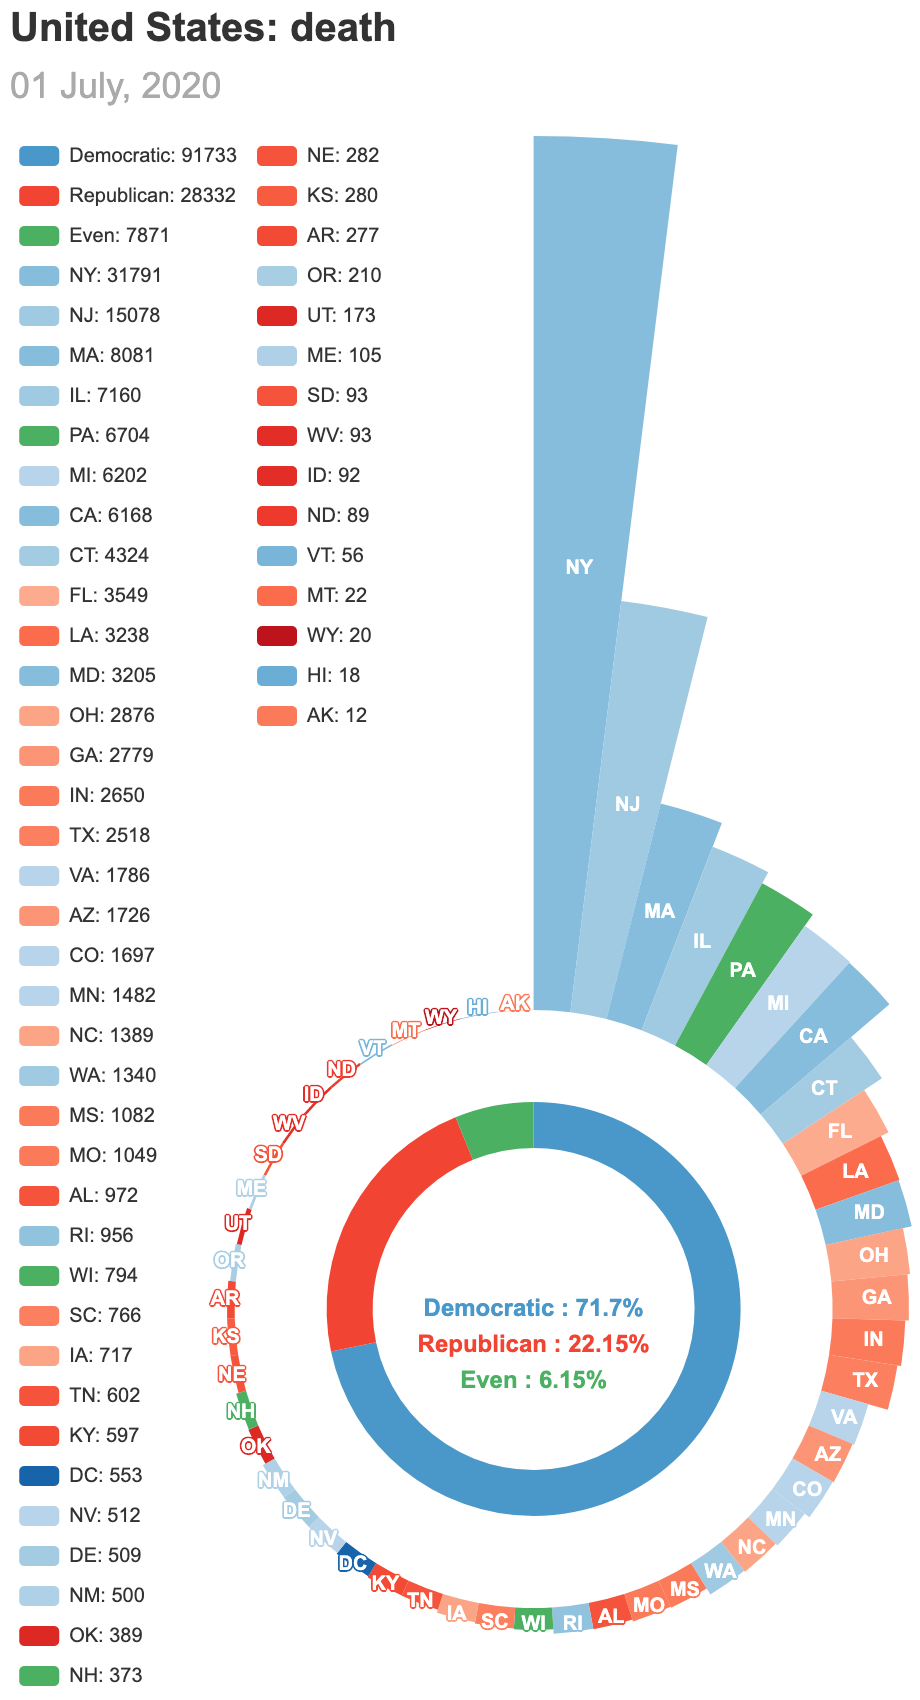 United States: death
01 July, 2020
Democratic: 91733
Republican: 28332
Even: 7871
NY: 31791
NJ: 15078
MA: 8081
IL: 7160
PA: 6704
MI: 6202
CA: 6168
CT: 4324
FL: 3549
LA: 3238
MD: 3205
OH: 2876
GA: 2779
IN: 2650
TX: 2518
VA: 1786
AZ: 1726
CO: 1697
MN: 1482
NC: 1389
WA: 1340
MS: 1082
MO: 1049
AL: 972
RI: 956
WI: 794
SC: 766
IA: 717
TN: 602
KY: 597
DC: 553
NV: 512
DE: 509
NM: 500
OK: 389
NH: 373
NE: 282
KS: 280
AR: 277
OR: 210
UT: 173
ME: 105
SD: 93
WV: 93
ID: 92
ND: 89
VT: 56
MT: 22
WY: 20
HI: 18
AK: 12
NY
NJ
MA
IL
PA
MI
CA
CT
FL
LA
MD
OH
GA
IN
TX
VA
AZ
CO
MN
NC
WA
MS
MO
AL
RI
WI
SC
IA
TN
KY
DC
NV
DE
NM
OK
NH
NE
KS
AR
OR
UT
ME
SD
WV
ID
ND
VT
MT
WY
HI
AK
Democratic : 71.7%
Republican : 22.15%
Even : 6.15%